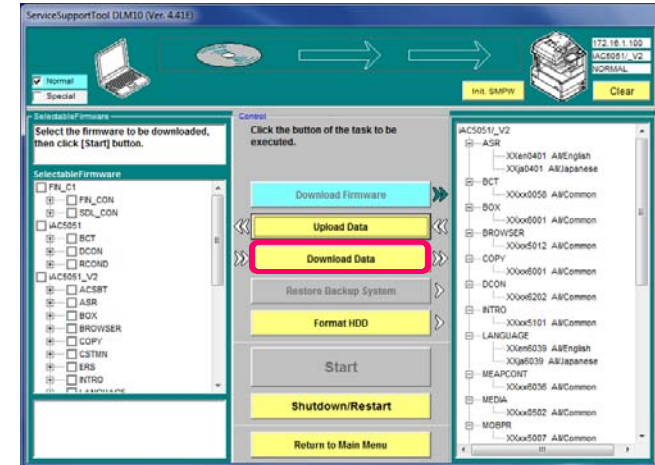 ServiceSupportTool DLM10 (Ver. 4.41E)
Normal
Special
172.16.1.100
iAC5051/_V2
NORMAL
Init. SMPW
Clear
SelectableFirmware
Select the firmware to be downloaded,
then click [Start] button.
SelectableFirmware
FIN_C1
FIN_CON
SDL_CON
iAC5051
BCT
DCON
RCOND
iAC5051_V2
ACSBT
ASR
BOX
BROWSER
COPY
CSTMN
ERS
INTRO
LANGUAGE
Control
Click the button of the task to be
executed.
Download Firmware
Upload Data
Download Data
Restore Backup System
Format HDD
Start
Shutdown/Restart
Return to Main Menu
iAC5051/_V2
ASR
XXen0401 All/English
XXja0401 All/Japanese
BCT
XXxx0058 All/Common
BOX
XXxx6001 All/Common
BROWSER
XXxx5012 All/Common
COPY
XXxx6001 All/Common
DCON
XXxx6202 All/Common
INTRO
XXxx5101 All/Common
LANGUAGE
XXen6039 All/English
XXja6039 All/Japanese
MEAPCONT
XXxx6036 All/Common
MEDIA
XXxx0502 All/Common
MOBPR
XXxx5007 All/Common